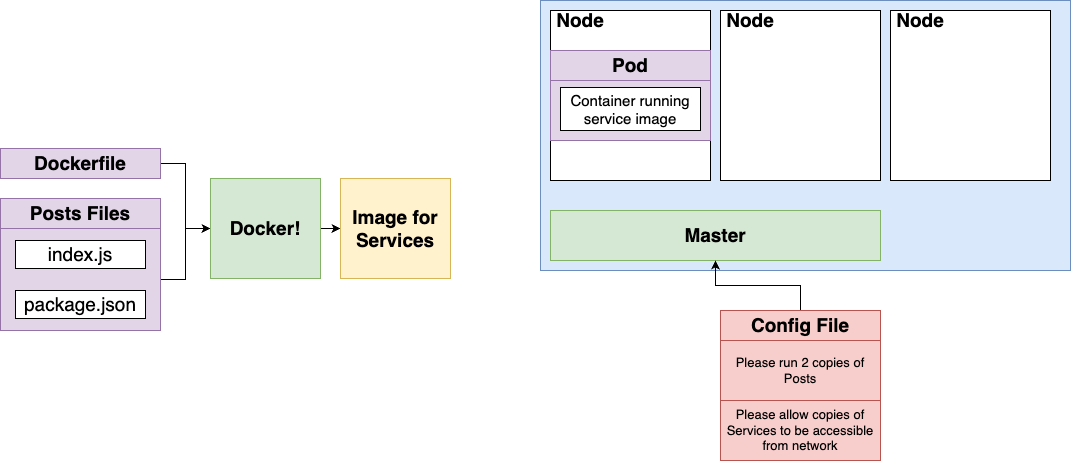 Dockerfile
Posts Files
index.js
package.json
Docker!
Image for
Services
Node
Pod
Container running
service image
Node
Node
Master
Config File
Please run 2 copies of
Posts
Please allow copies of
Services to be accessible
from network